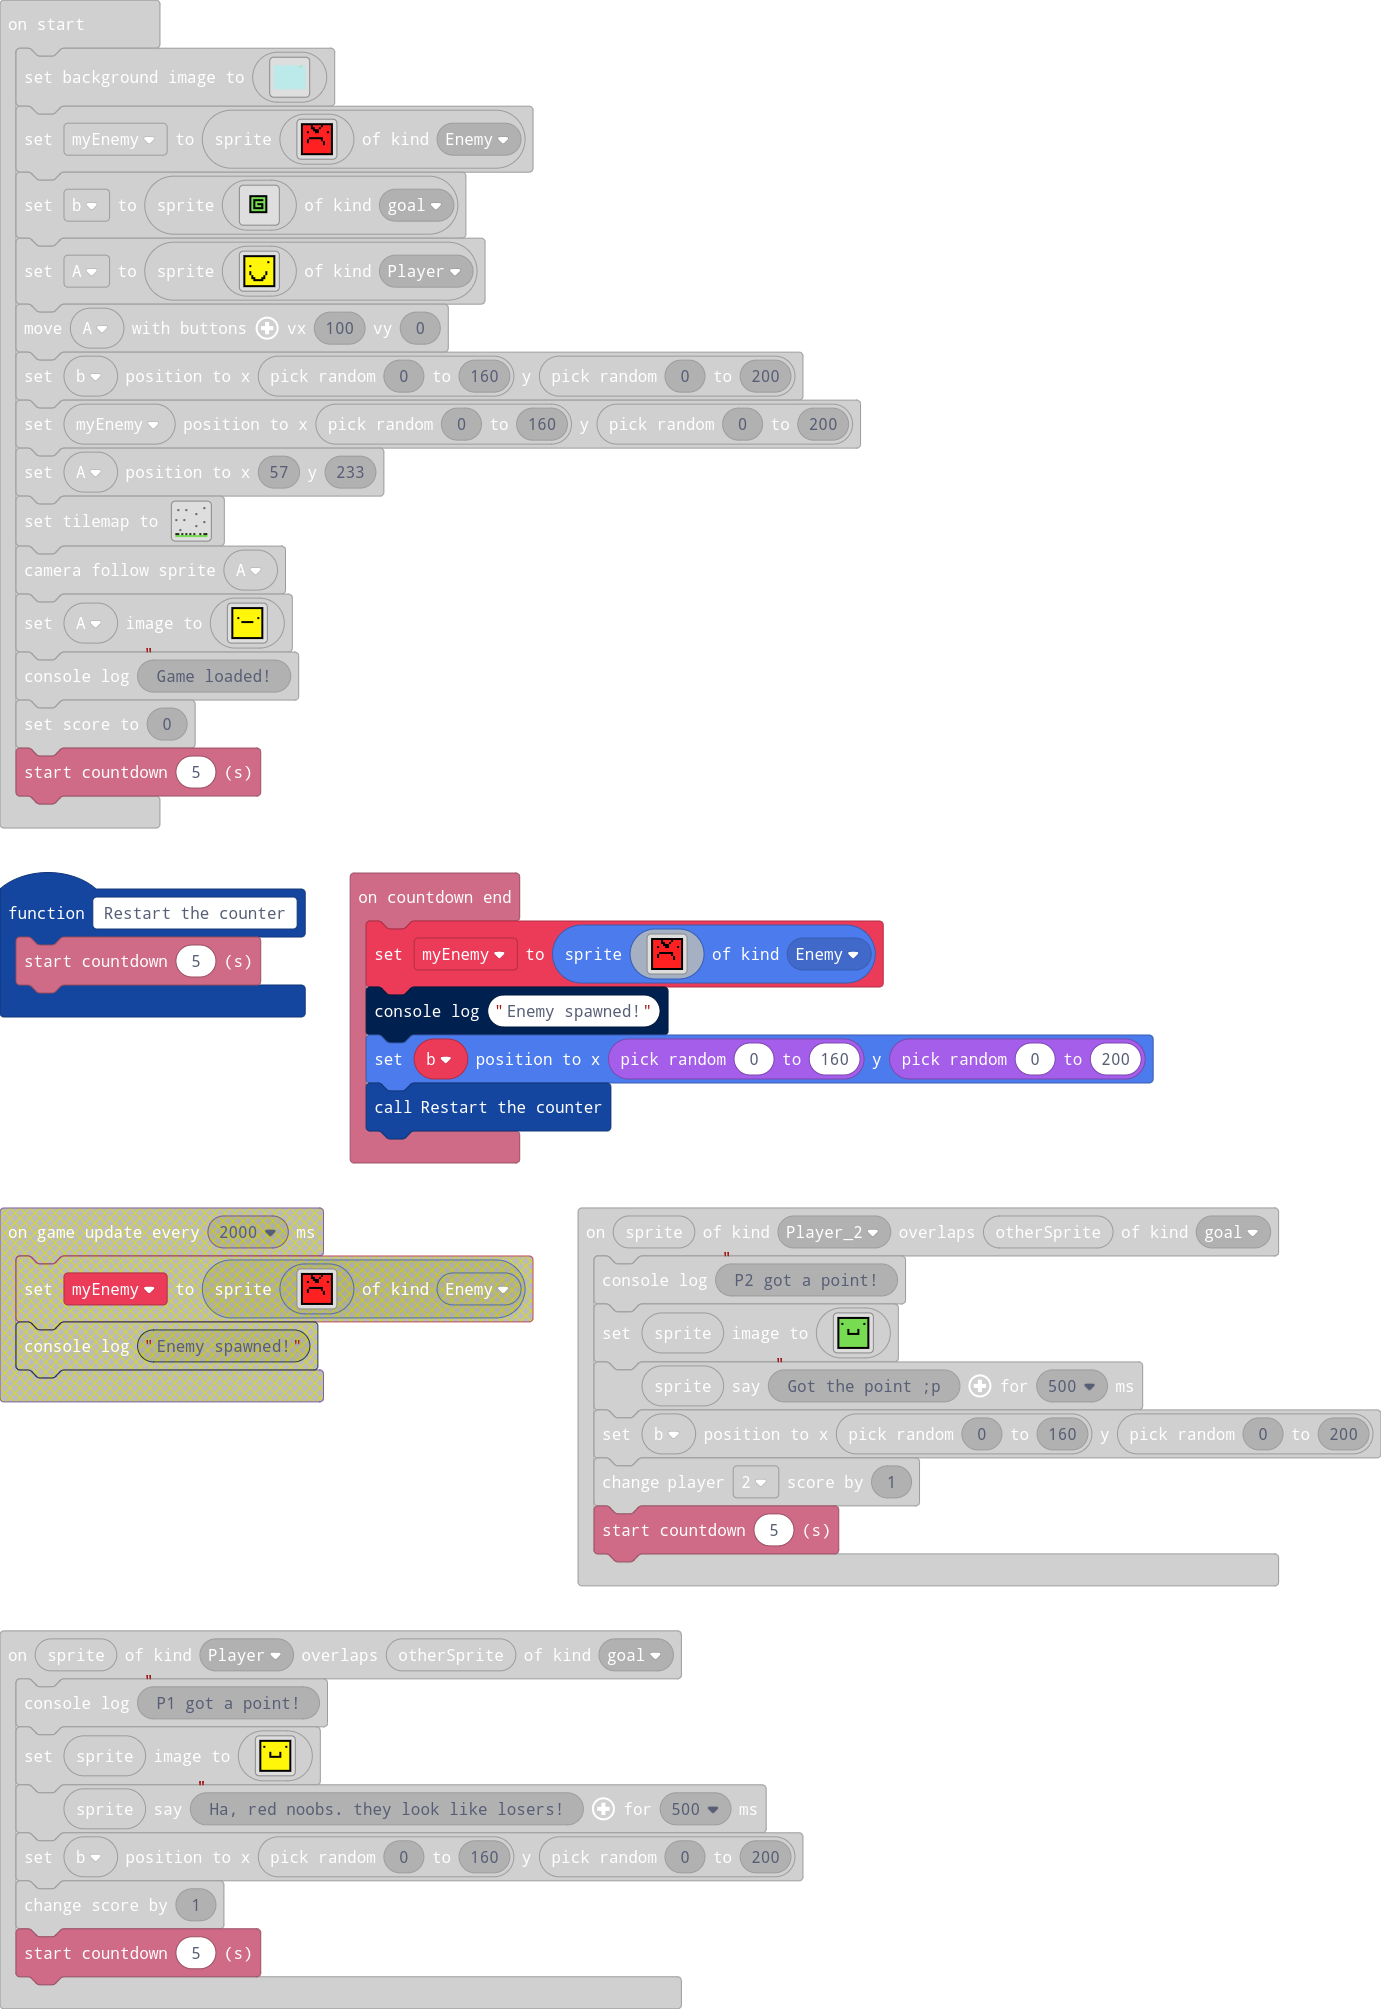 on start
set background image to
set myEnemy to sprite of kind Enemy
set b to sprite of kind goal
set A to sprite of kind Player
move A with buttons vx 100 vy 0
set b position to x pick random 0 to 160 y pick random 0 to 200
set myEnemy position to x pick random 0 to 160 y pick random 0 to 200
set A position to x 57 y 233
set tilemap to
camera follow sprite A
set A image to
console log " Game loaded!
set score to 0
start countdown 5 (s)
function Restart the counter
start countdown 5 (s)
on countdown end
set myEnemy to sprite of kind Enemy
console log "Enemy spawned!"
set b position to x pick random 0 to 160 y pick random 0 to 200
call Restart the counter
on game update every 2000 ms
set myEnemy to sprite of kind Enemy
console log "Enemy spawned!"
on sprite of kind Player_2 overlaps otherSprite of kind goal
console log " P2 got a point!
set sprite image to
sprite say " Got the point ;p for 500 ms
set b position to x pick random 0 to 160 y pick random 0 to 200
change player 2 score by 1
start countdown 5 (s)
on sprite of kind Player overlaps otherSprite of kind goal
console log " P1 got a point!
set sprite image to
sprite say " Ha, red noobs. they look like losers! for 500 ms
set b position to x pick random 0 to 160 y pick random 0 to 200
change score by 1
start countdown 5 (s)